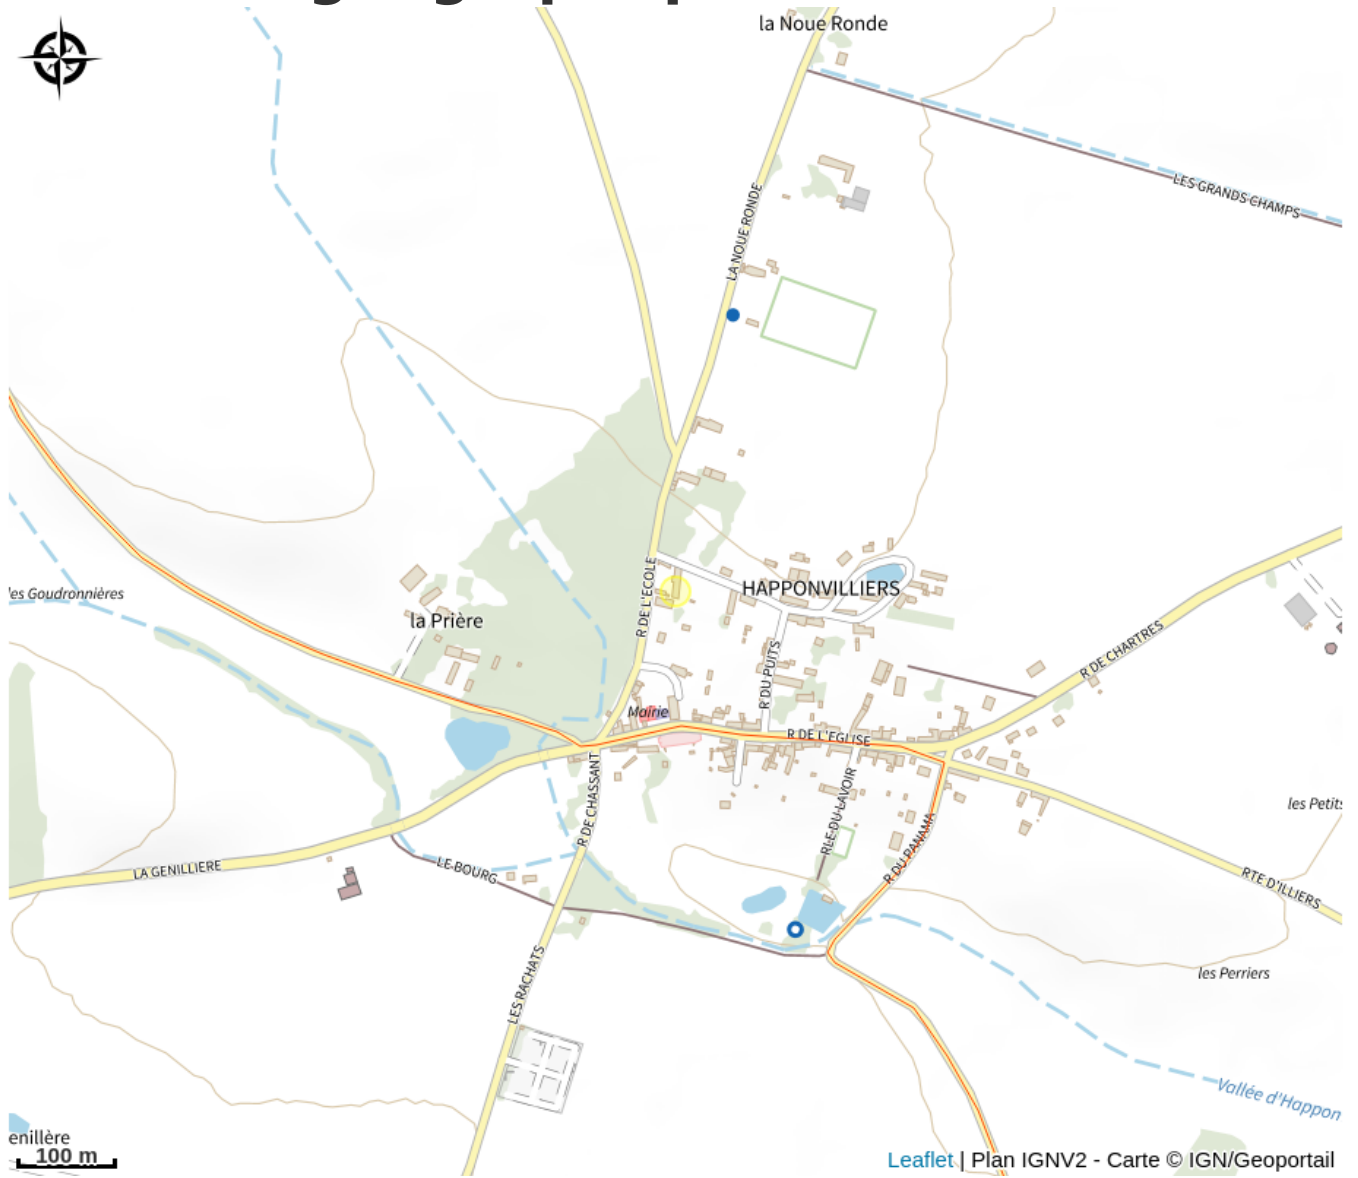 la Noue Ronde
LES GRANDS CHAMPS
LA NOUE RONDE
R DE L'ECOLE
HAPPONVILLIERS
les Goudronnières
la Prière
R DU PUITS
R DE CHARTRES
Mairie
R DE L'EGLISE
R DE CHASSANT
RLE DU LAVOIR
R DU PANAMA
les Petits
LA GENILLIERE
LE BOURG
RTE D'ILLIERS
LES RACHATS
les Perriers
Vallée d'Happon
enillère
100 m
Leaflet | Plan IGNV2 - Carte © IGN/Geoportail